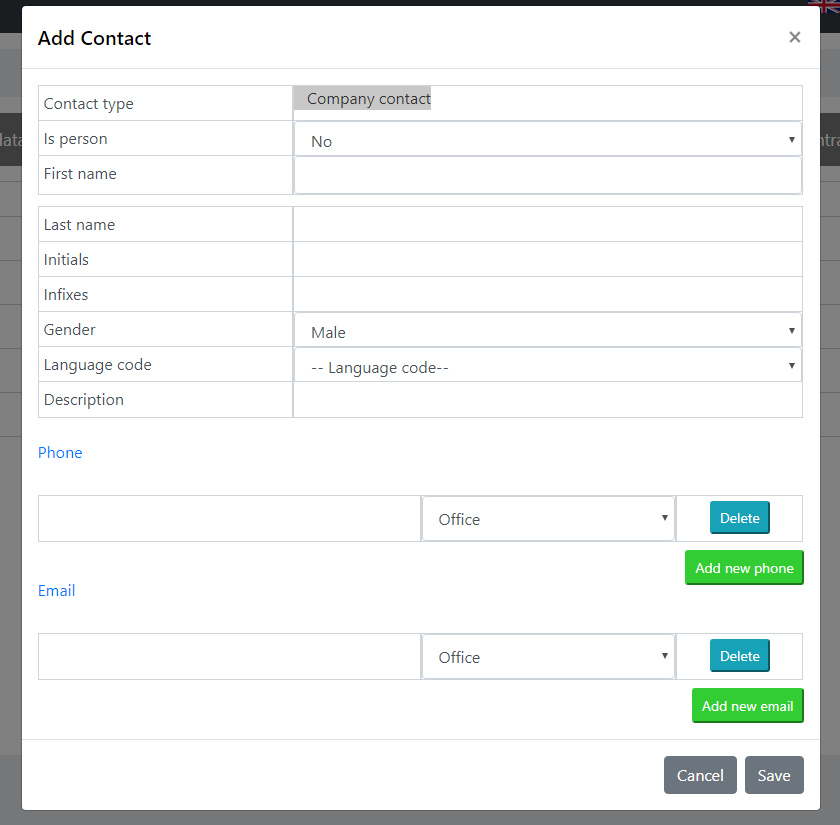 Add Contact
×
Contact type
Company contact
Is person
No
First name
Last name
Initials
Infixes
Gender
Male
Language code
-- Language code--
Description
Phone
Office
Delete
Add new phone
Email
Office
Delete
Add new email
Cancel
Save